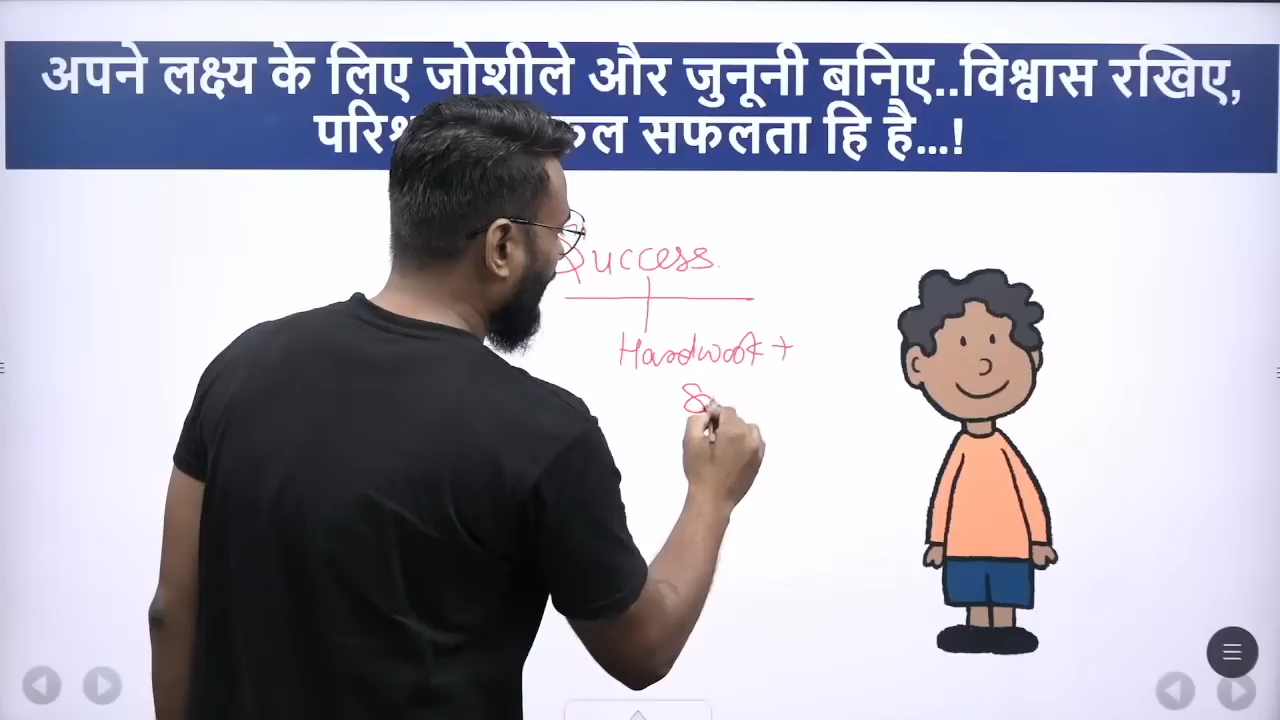 अपने लक्ष्य के लिए जोशीले और जुनूनी बनिए..विश्वास रखिए,
सफलता हि है...!
Success
Hardwork +